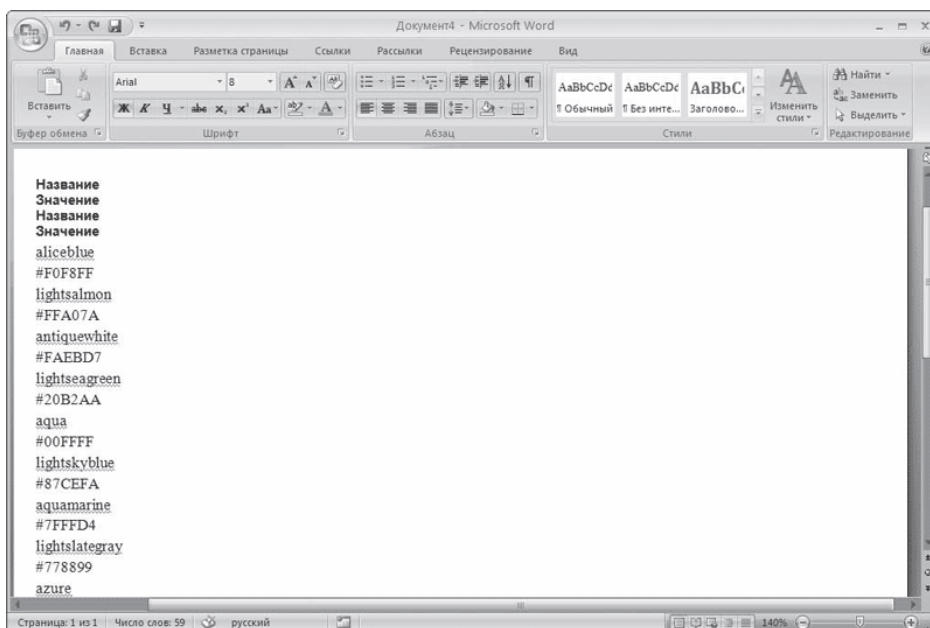 Документ4 - Microsoft Word
Главная Вставка Разметка страницы Ссылки Рассылки Рецензирование Вид
Вставить
Буфер обмена
Arial 8
Ж К Ч abc x, x² Aa A
Шрифт
Абзац
AaBbCcDc AaBbCcDc AaBbC
¶ Обычный ¶ Без инте... Заголово...
Изменить стили
Стили
Найти
Заменить
Выделить
Редактирование
Название
Значение
Название
Значение
aliceblue
#F0F8FF
lightsalmon
#FFA07A
antiquewhite
#FAEBD7
lightseagreen
#20B2AA
aqua
#00FFFF
lightskyblue
#87CEFA
aquamarine
#7FFFD4
lightslategray
#778899
azure
Страница: 1 из 1 Число слов: 59 русский 140%